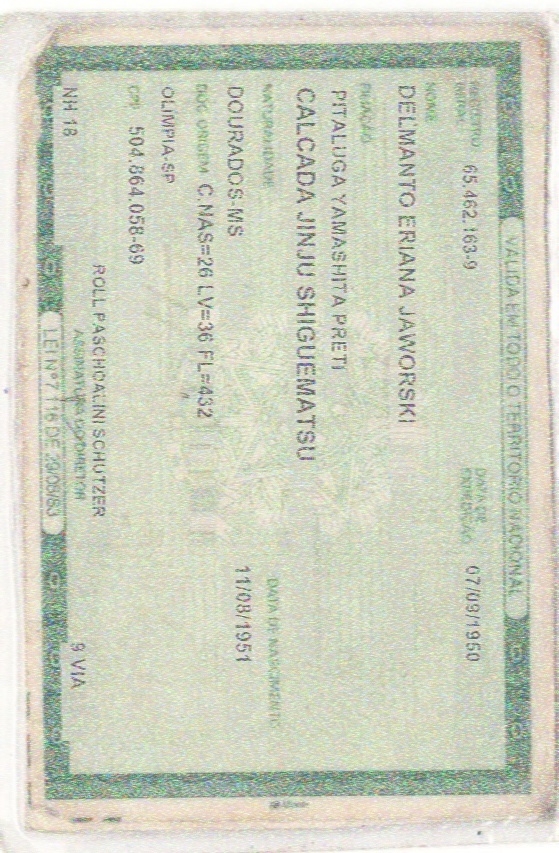 VÁLIDA EM TODO O TERRITÓRIO NACIONAL
REGISTRO GERAL 65.462.163-9 DATA DE EXPEDIÇÃO 07/09/1950
NOME
DELMANTO ERIANA JAWORSKI
FILIAÇÃO
PITALUGA YAMASHITA PRETI
CALCADA JINJU SHIGUEMATSU
NATURALIDADE DATA DE NASCIMENTO
DOURADOS-MS 11/08/1951
DOC. ORIGEM C.NAS=26 LV=36 FL=432
OLIMPIA-SP
CPF 504.864.058-69
ROLL PASCHOALINI SCHUTZER
NH 18 ASSINATURA DO DIRETOR 9 VIA
LEI Nº 7.116 DE 29/08/83